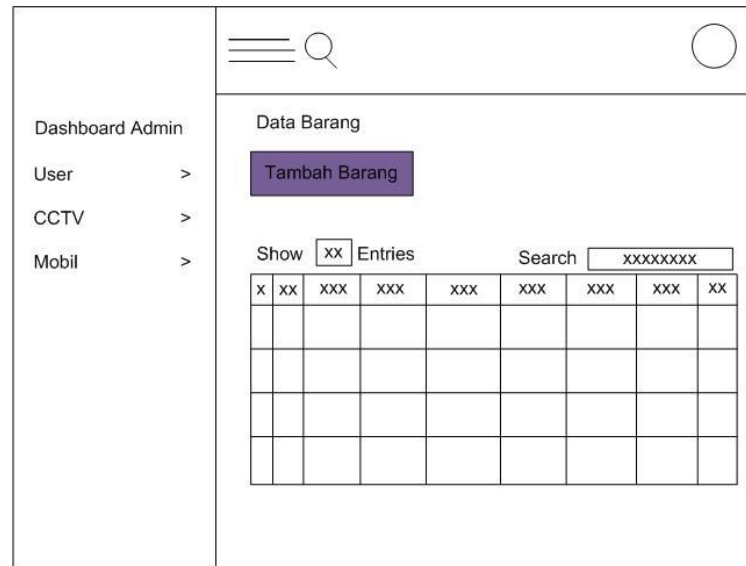 Dashboard Admin
User >
CCTV >
Mobil >
Data Barang
Tambah Barang
Show xx Entries
Search xxxxxxxx
x xx xxx xxx xxx xxx xxx xxx xx